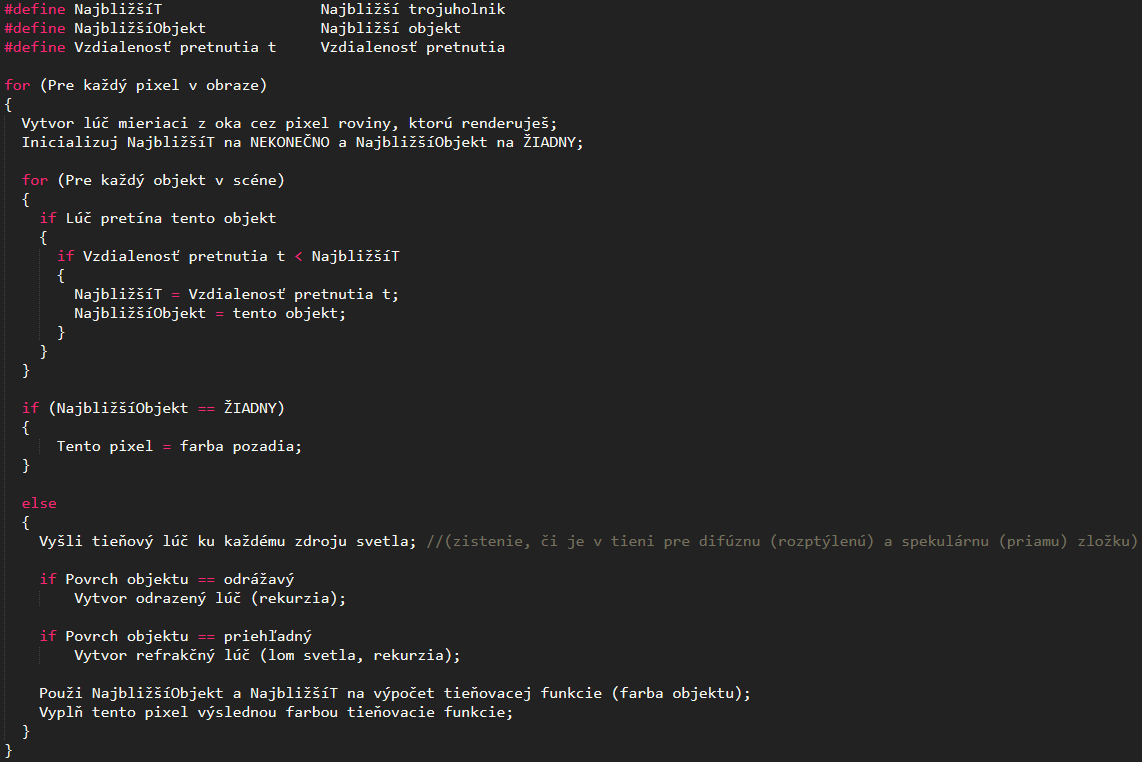 #define NajbližšíT Najbližší trojuholnik
#define NajbližšíObjekt Najbližší objekt
#define Vzdialenosť pretnutia t Vzdialenosť pretnutia
for (Pre každý pixel v obraze)
{
Vytvor lúč mieriaci z oka cez pixel roviny, ktorú renderuješ;
Inicializuj NajbližšíT na NEKONEČNO a NajbližšíObjekt na ŽIADNY;
for (Pre každý objekt v scéne)
{
if Lúč pretína tento objekt
{
if Vzdialenosť pretnutia t < NajbližšíT
{
NajbližšíT = Vzdialenosť pretnutia t;
NajbližšíObjekt = tento objekt;
}
}
}
if (NajbližšíObjekt == ŽIADNY)
{
Tento pixel = farba pozadia;
}
else
{
Vyšli tieňový lúč ku každému zdroju svetla; //(zistenie, či je v tieni pre difúznu (rozptýlenú) a spekulárnu (priamu) zložku)
if Povrch objektu == odrážavý
Vytvor odrazený lúč (rekurzia);
if Povrch objektu == priehľadný
Vytvor refrakčný lúč (lom svetla, rekurzia);
Použi NajbližšíObjekt a NajbližšíT na výpočet tieňovacej funkcie (farba objektu);
Vyplň tento pixel výslednou farbou tieňovacie funkcie;
}
}